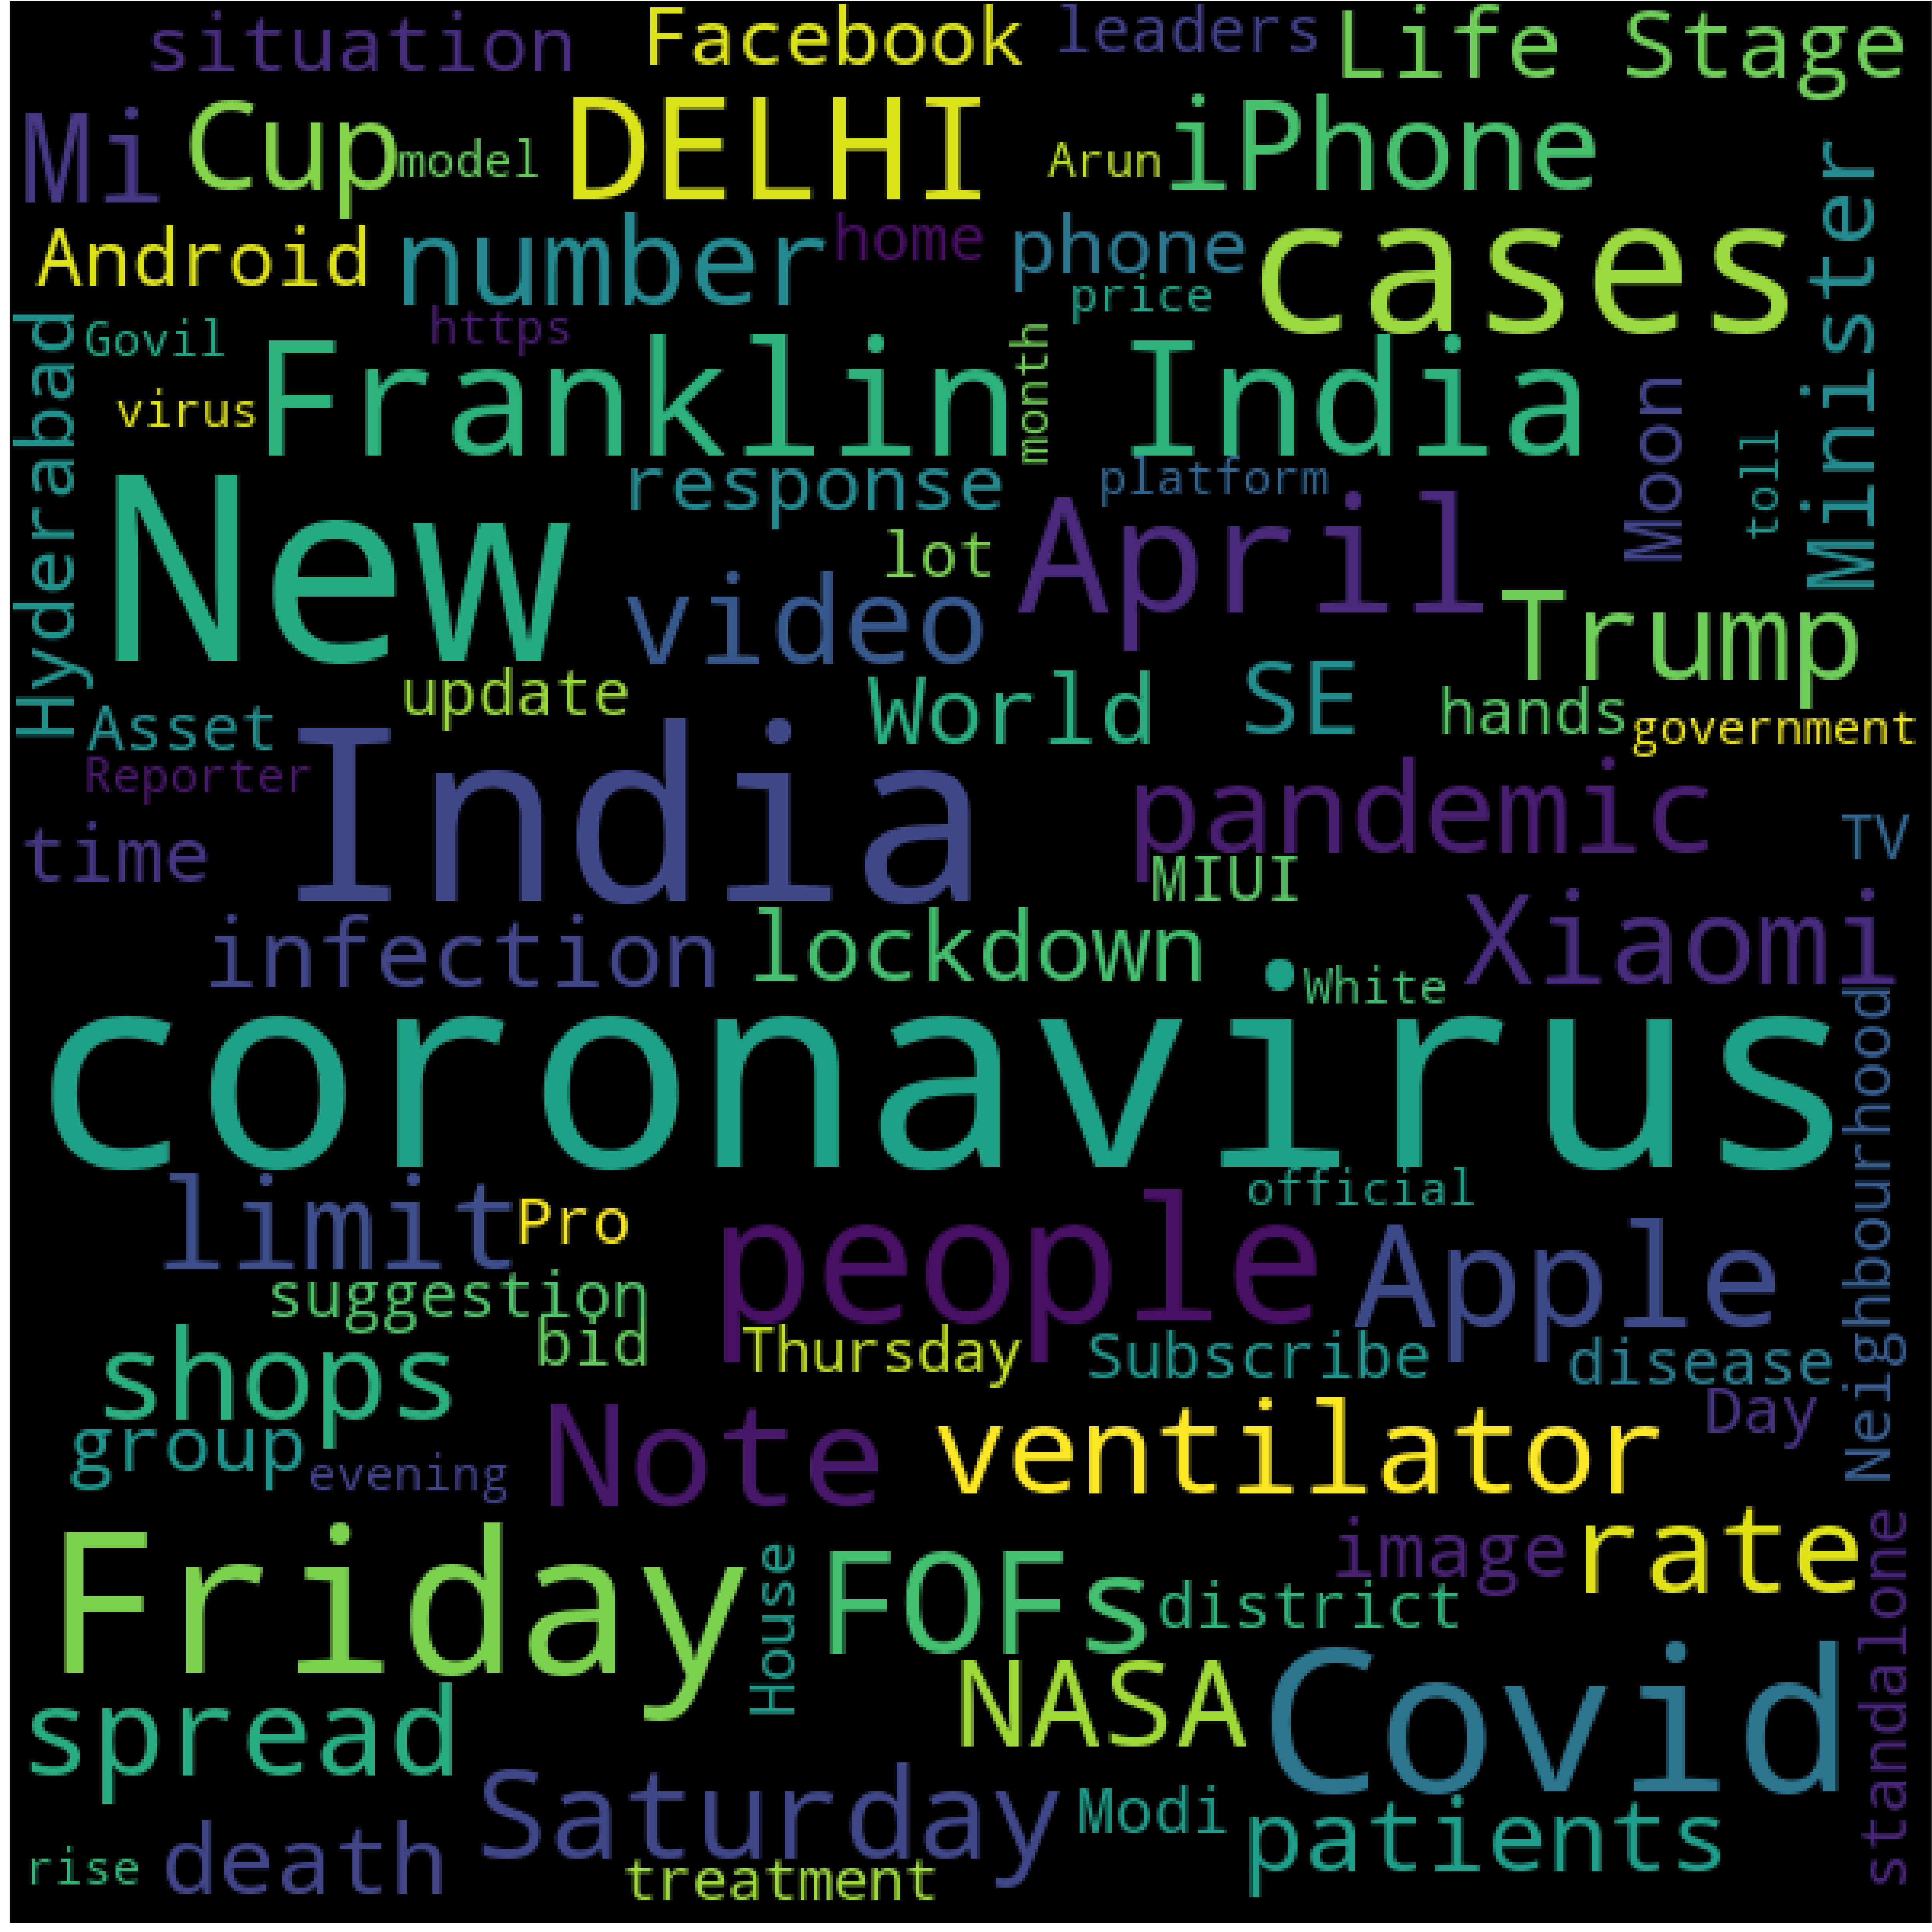 situation Facebook leaders Life Stage
Mi Cup model DELHI Arun iPhone
Android number home phone cases Minister
price
Hyderabad Govil https
virus Franklin India month Moon toll
New response platform
lot April
video Trump
update World SE hands government
Asset
Reporter India pandemic TV
time MIUI
infection lockdown Xiaomi
White
coronavirus Neighbourhood
official
limit Pro people Apple
suggestion
bid Thursday Subscribe disease
shops Day
group evening Note ventilator
Friday House FOFs image rate standalone
district
spread NASA Covid
Saturday Modi patients
rise death treatment